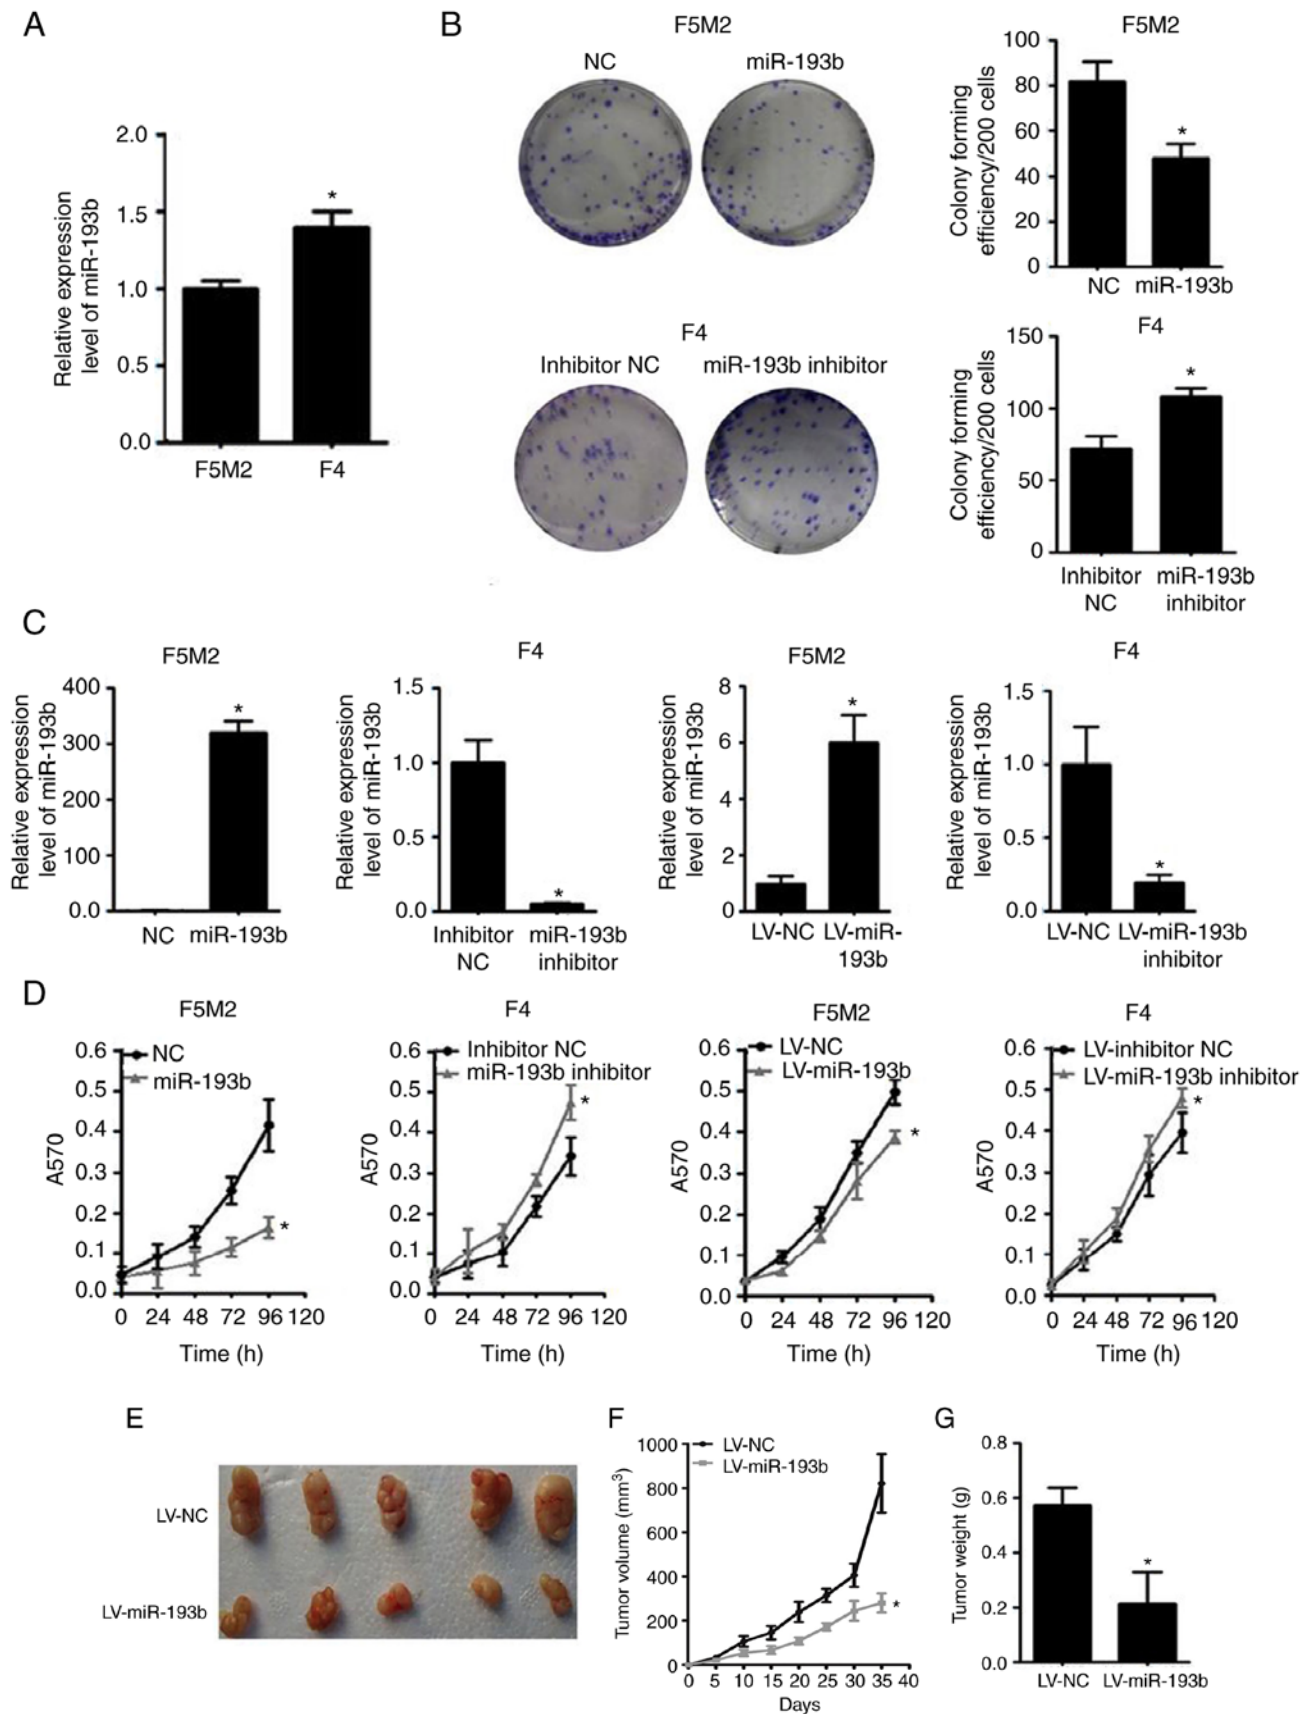 A
2.0
1.5
1.0
0.5
0.0
Relative expression
level of miR-193b
*
F5M2
F4
B
F5M2
NC
miR-193b
F4
Inhibitor NC
miR-193b inhibitor
F5M2
100
80
60
40
20
0
Colony forming
efficiency/200 cells
*
NC
miR-193b
F4
150
100
50
0
Colony forming
efficiency/200 cells
*
Inhibitor
NC
miR-193b
inhibitor
C
F5M2
400
300
200
100
0.0
Relative expression
level of miR-193b
*
NC
miR-193b
F4
1.5
1.0
0.5
0.0
Relative expression
level of miR-193b
*
Inhibitor
NC
miR-193b
inhibitor
F5M2
8
6
4
2
0
Relative expression
level of miR-193b
*
LV-NC
LV-miR-
193b
F4
1.5
1.0
0.5
0.0
Relative expression
level of miR-193b
*
LV-NC
LV-miR-193b
inhibitor
D
F5M2
NC
miR-193b
0.6
0.5
0.4
0.3
0.2
0.1
0.0
A570
*
0 24 48 72 96 120
Time (h)
F4
Inhibitor NC
miR-193b inhibitor
0.6
0.5
0.4
0.3
0.2
0.1
0.0
A570
*
0 24 48 72 96 120
Time (h)
F5M2
LV-NC
LV-miR-193b
0.6
0.5
0.4
0.3
0.2
0.1
0.0
A570
*
0 24 48 72 96 120
Time (h)
F4
LV-inhibitor NC
LV-miR-193b inhibitor
0.6
0.5
0.4
0.3
0.2
0.1
0.0
A570
*
0 24 48 72 96 120
Time (h)
E
LV-NC
LV-miR-193b
F
LV-NC
LV-miR-193b
1000
800
600
400
200
0
Tumor volume (mm³)
*
0 5 10 15 20 25 30 35 40
Days
G
0.8
0.6
0.4
0.2
0.0
Tumor weight (g)
*
LV-NC
LV-miR-193b